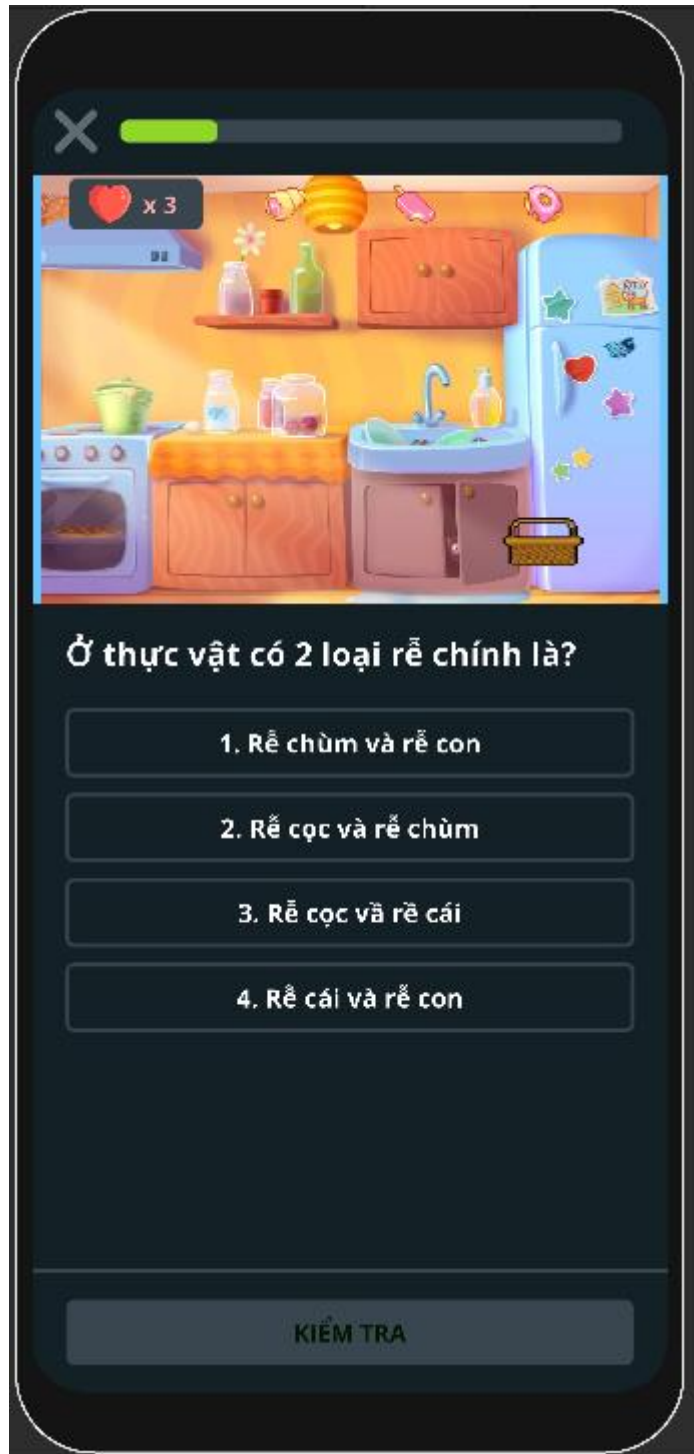 x 3
Ở thực vật có 2 loại rễ chính là?
1. Rễ chùm và rễ con
2. Rễ cọc và rễ chùm
3. Rễ cọc vầ rề cái
4. Rễ cái và rễ con
KIỂM TRA